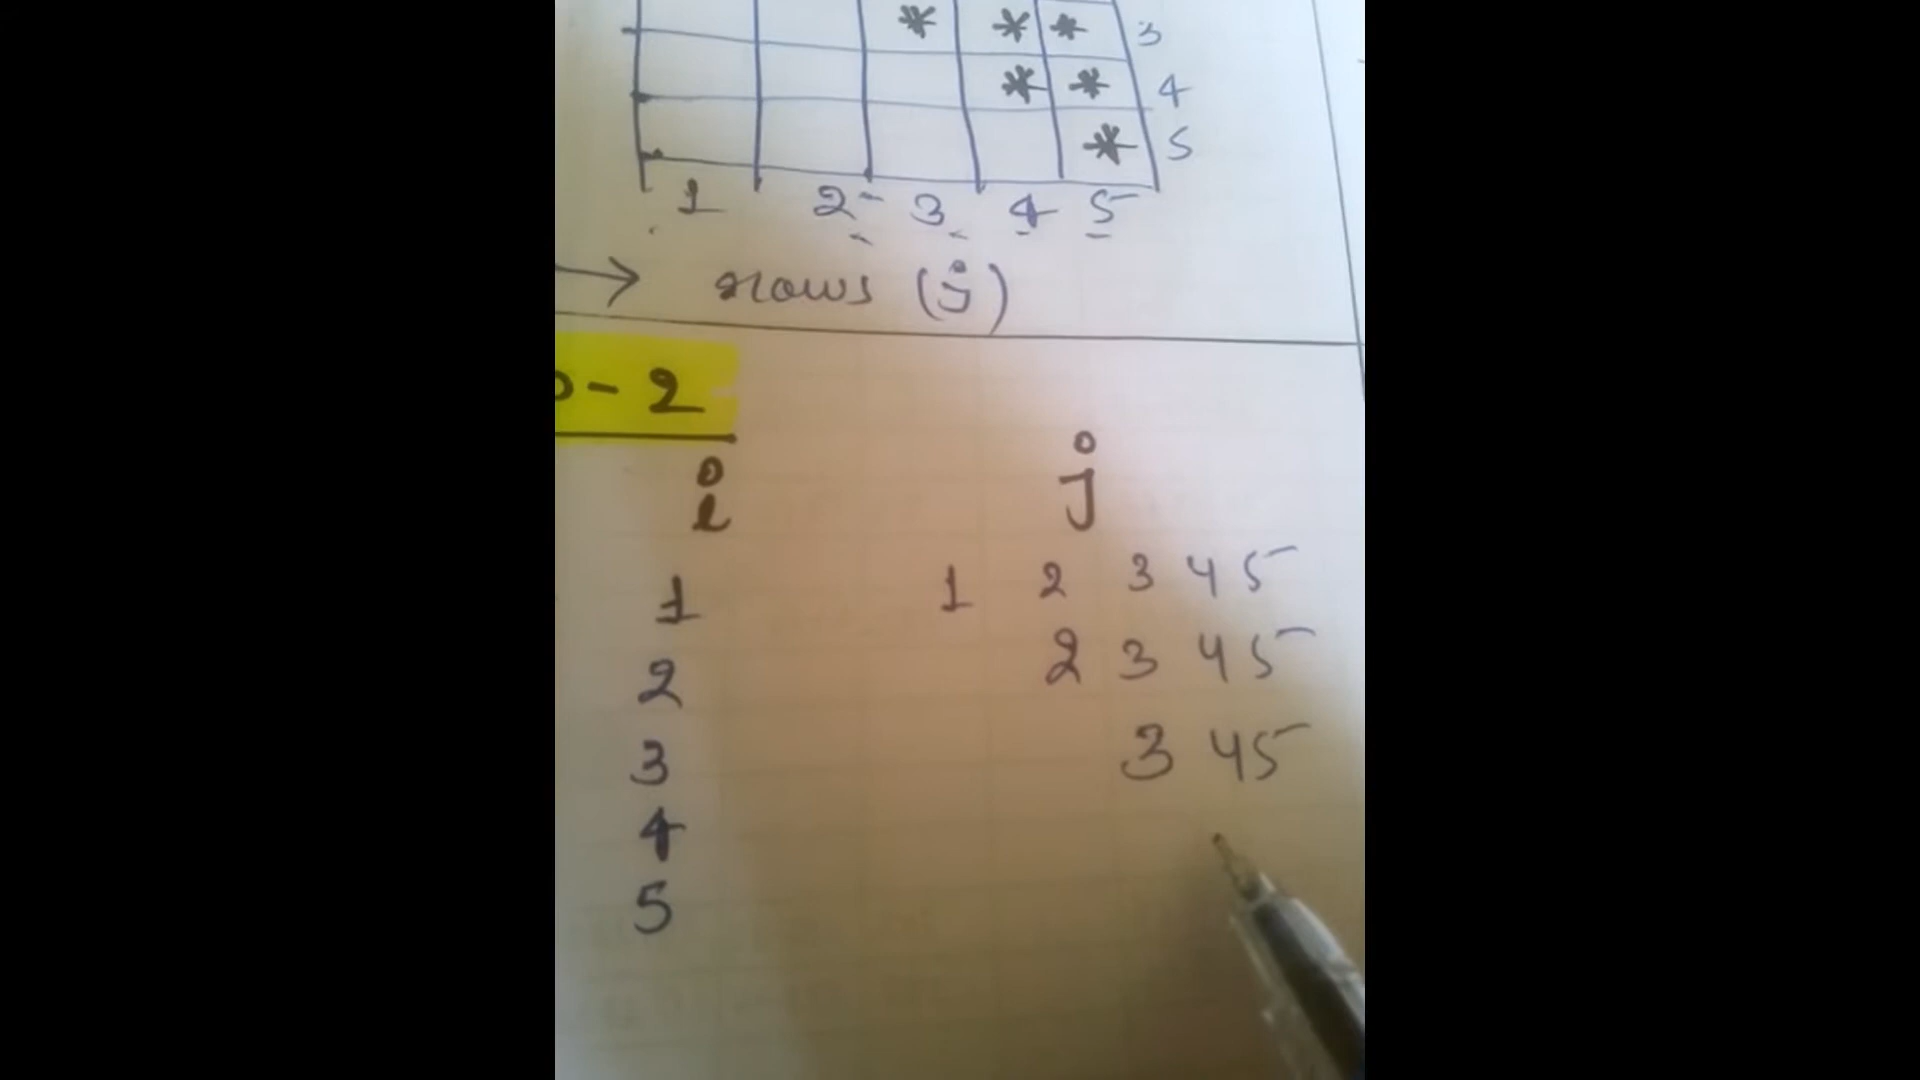 * * * 3
* * 4
* 5
1 2 3 4 5
→ rows (j)
- 2
i j
1 1 2 3 4 5
2 2 3 4 5
3 3 4 5
4
5